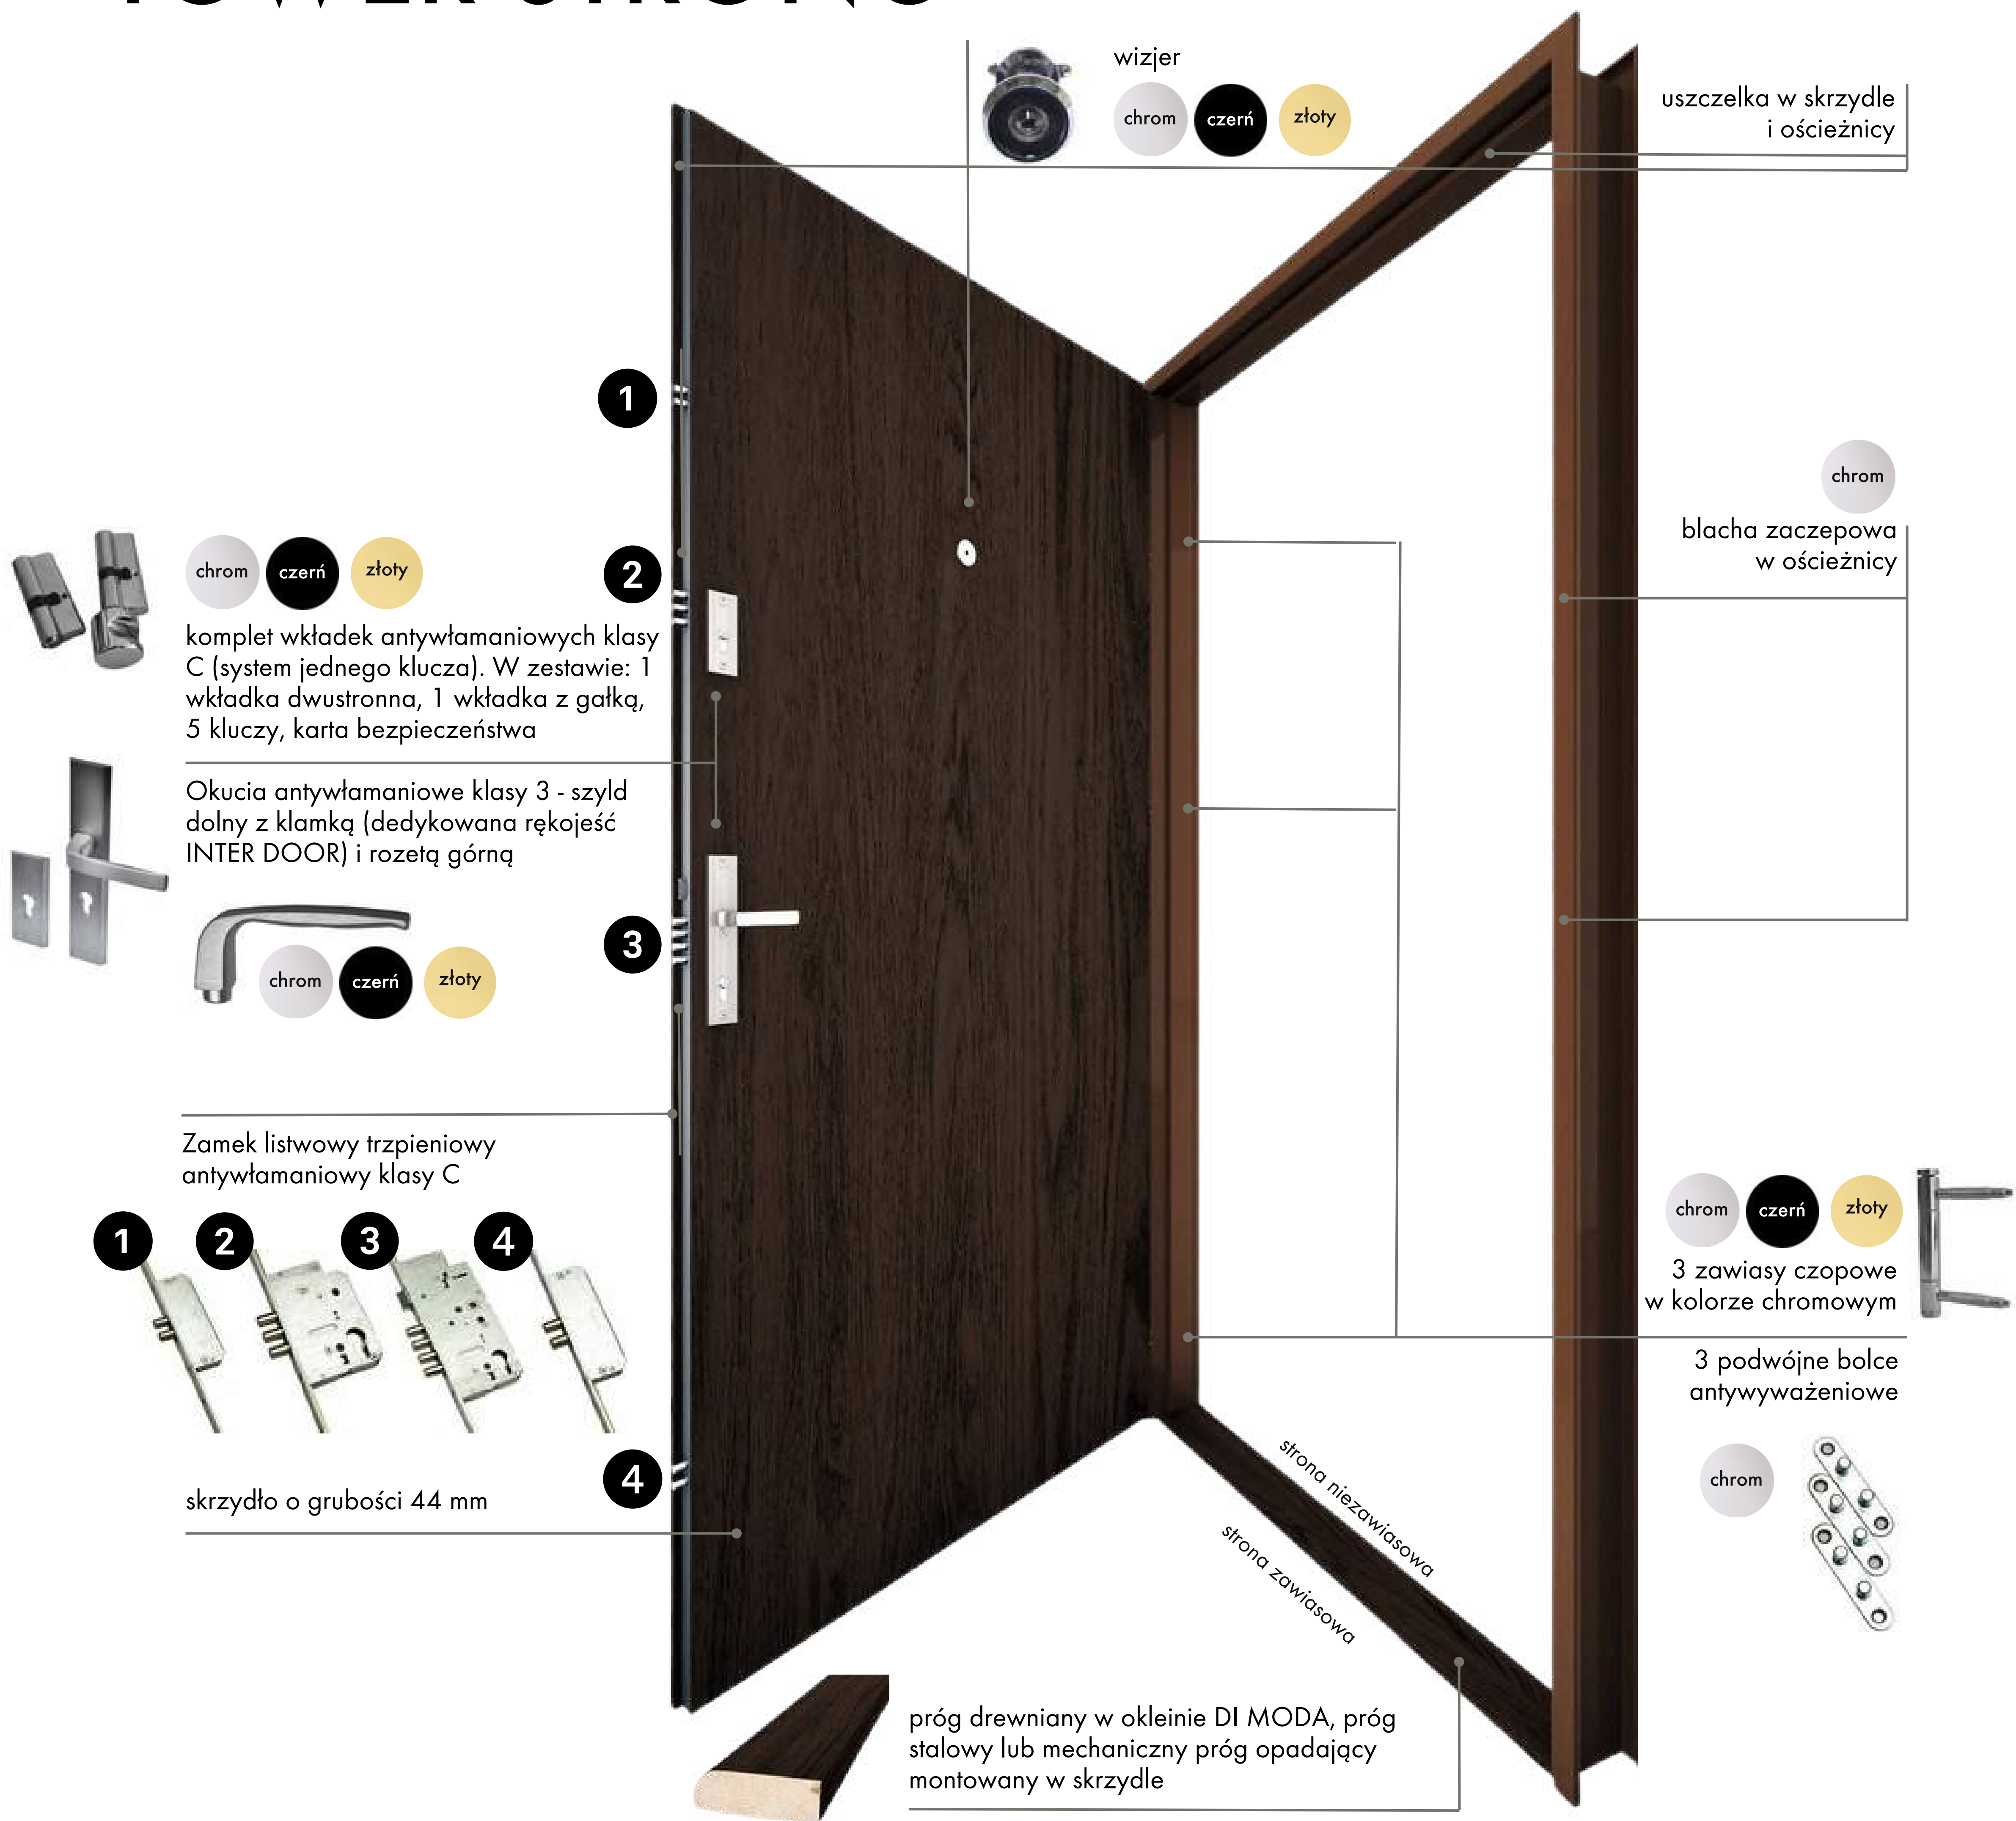 TOWER STRONG
wizjer
chrom
czerń
złoty
uszczelka w skrzydle
i ościeżnicy
1
chrom
blacha zaczepowa
w ościeżnicy
2
chrom
czerń
złoty
komplet wkładek antywłamaniowych klasy
C (system jednego klucza). W zestawie: 1
wkładka dwustronna, 1 wkładka z gałką,
5 kluczy, karta bezpieczeństwa
Okucia antywłamaniowe klasy 3 - szyld
dolny z klamką (dedykowana rękojeść
INTER DOOR) i rozetą górną
3
chrom
czerń
złoty
Zamek listwowy trzpieniowy
antywłamaniowy klasy C
1
2
3
4
chrom
czerń
złoty
3 zawiasy czopowe
w kolorze chromowym
3 podwójne bolce
antywyważeniowe
chrom
4
skrzydło o grubości 44 mm
strona niezawiasowa
strona zawiasowa
próg drewniany w okleinie DI MODA, próg
stalowy lub mechaniczny próg opadający
montowany w skrzydle